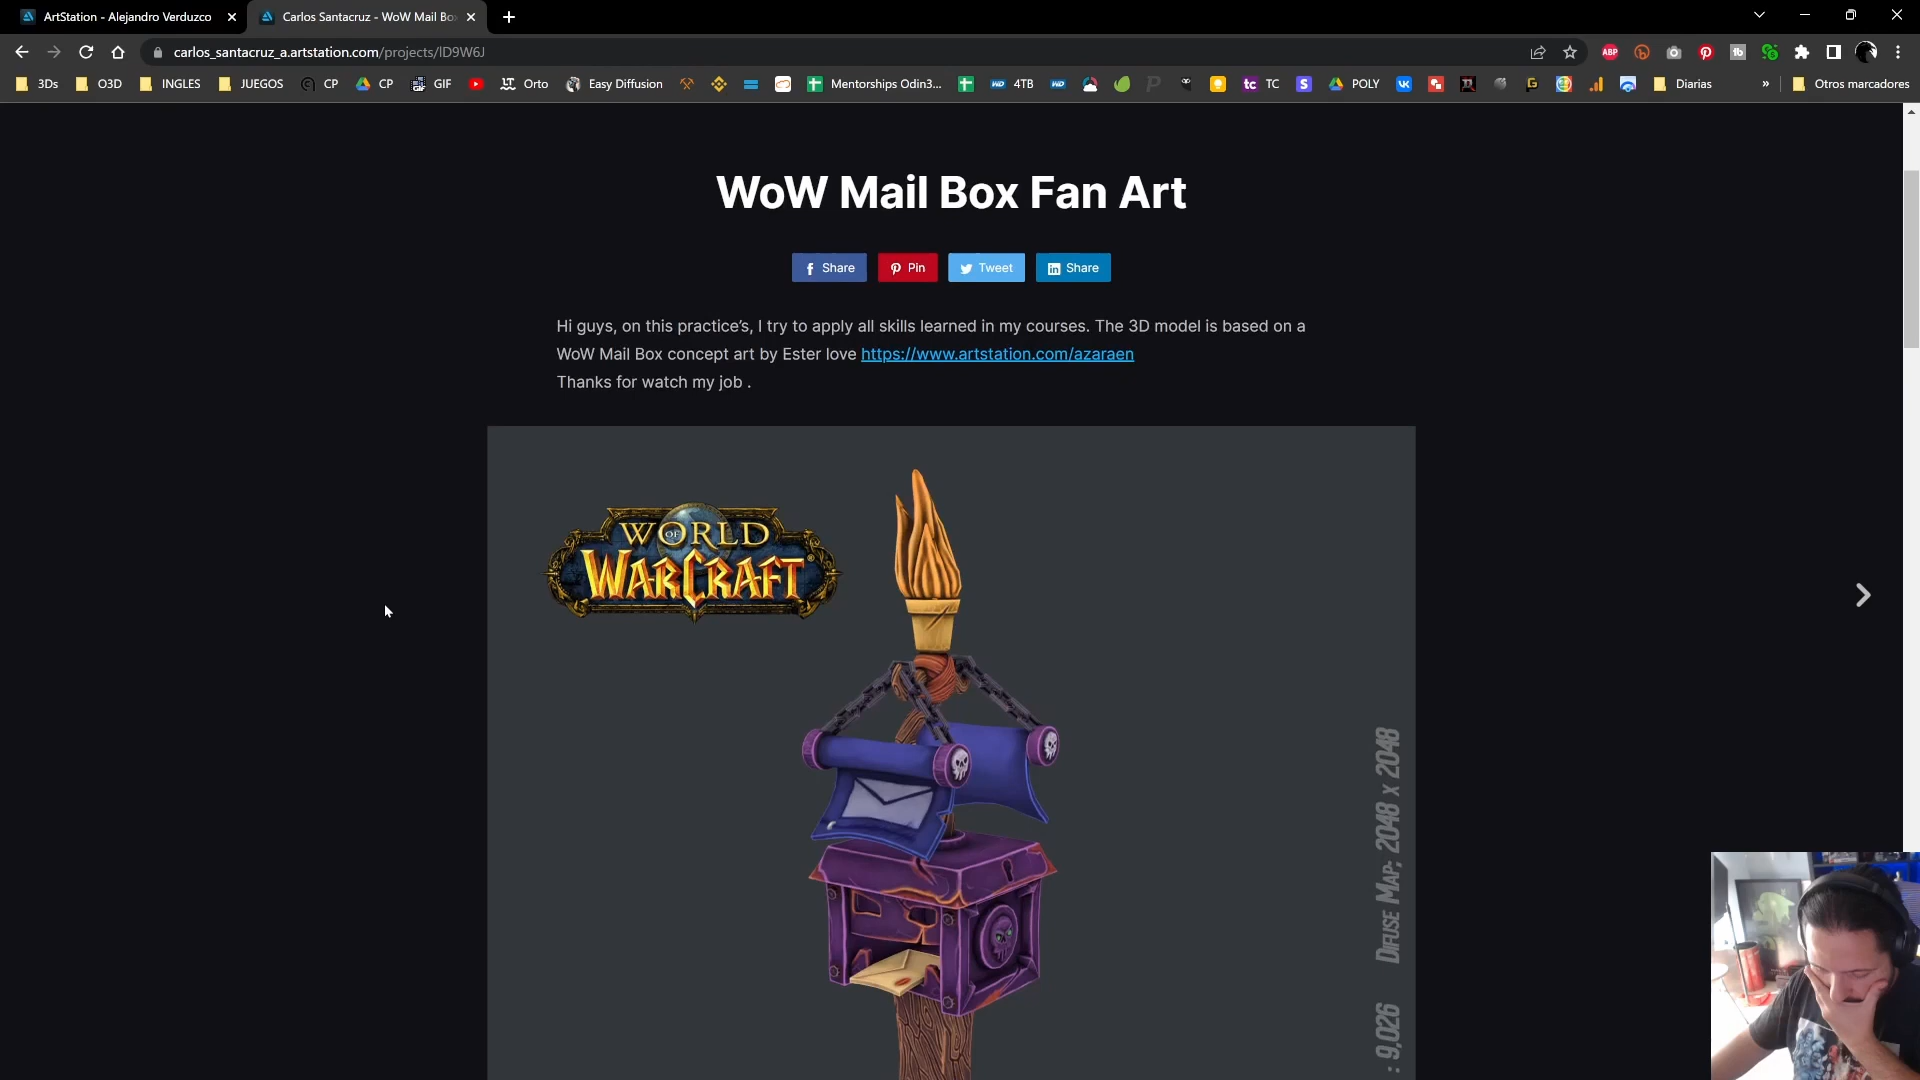 ArtStation - Alejandro Verduzco
Carlos Santacruz - WoW Mail Bo
carlos_santacruz_a.artstation.com/projects/lD9W6J
ABP
3Ds
O3D
INGLES
JUEGOS
CP
CP
GIF
Orto
Easy Diffusion
Mentorships Odin3...
4TB
TC
POLY
Diarias
»
Otros marcadores
WoW Mail Box Fan Art
Share
Pin
Tweet
Share
Hi guys, on this practice’s, I try to apply all skills learned in my courses. The 3D model is based on a
WoW Mail Box concept art by Ester love https://www.artstation.com/azaraen
Thanks for watch my job .
WORLD
OF
WARCRAFT
Difuse Map; 2048 x 2048
: 9,026